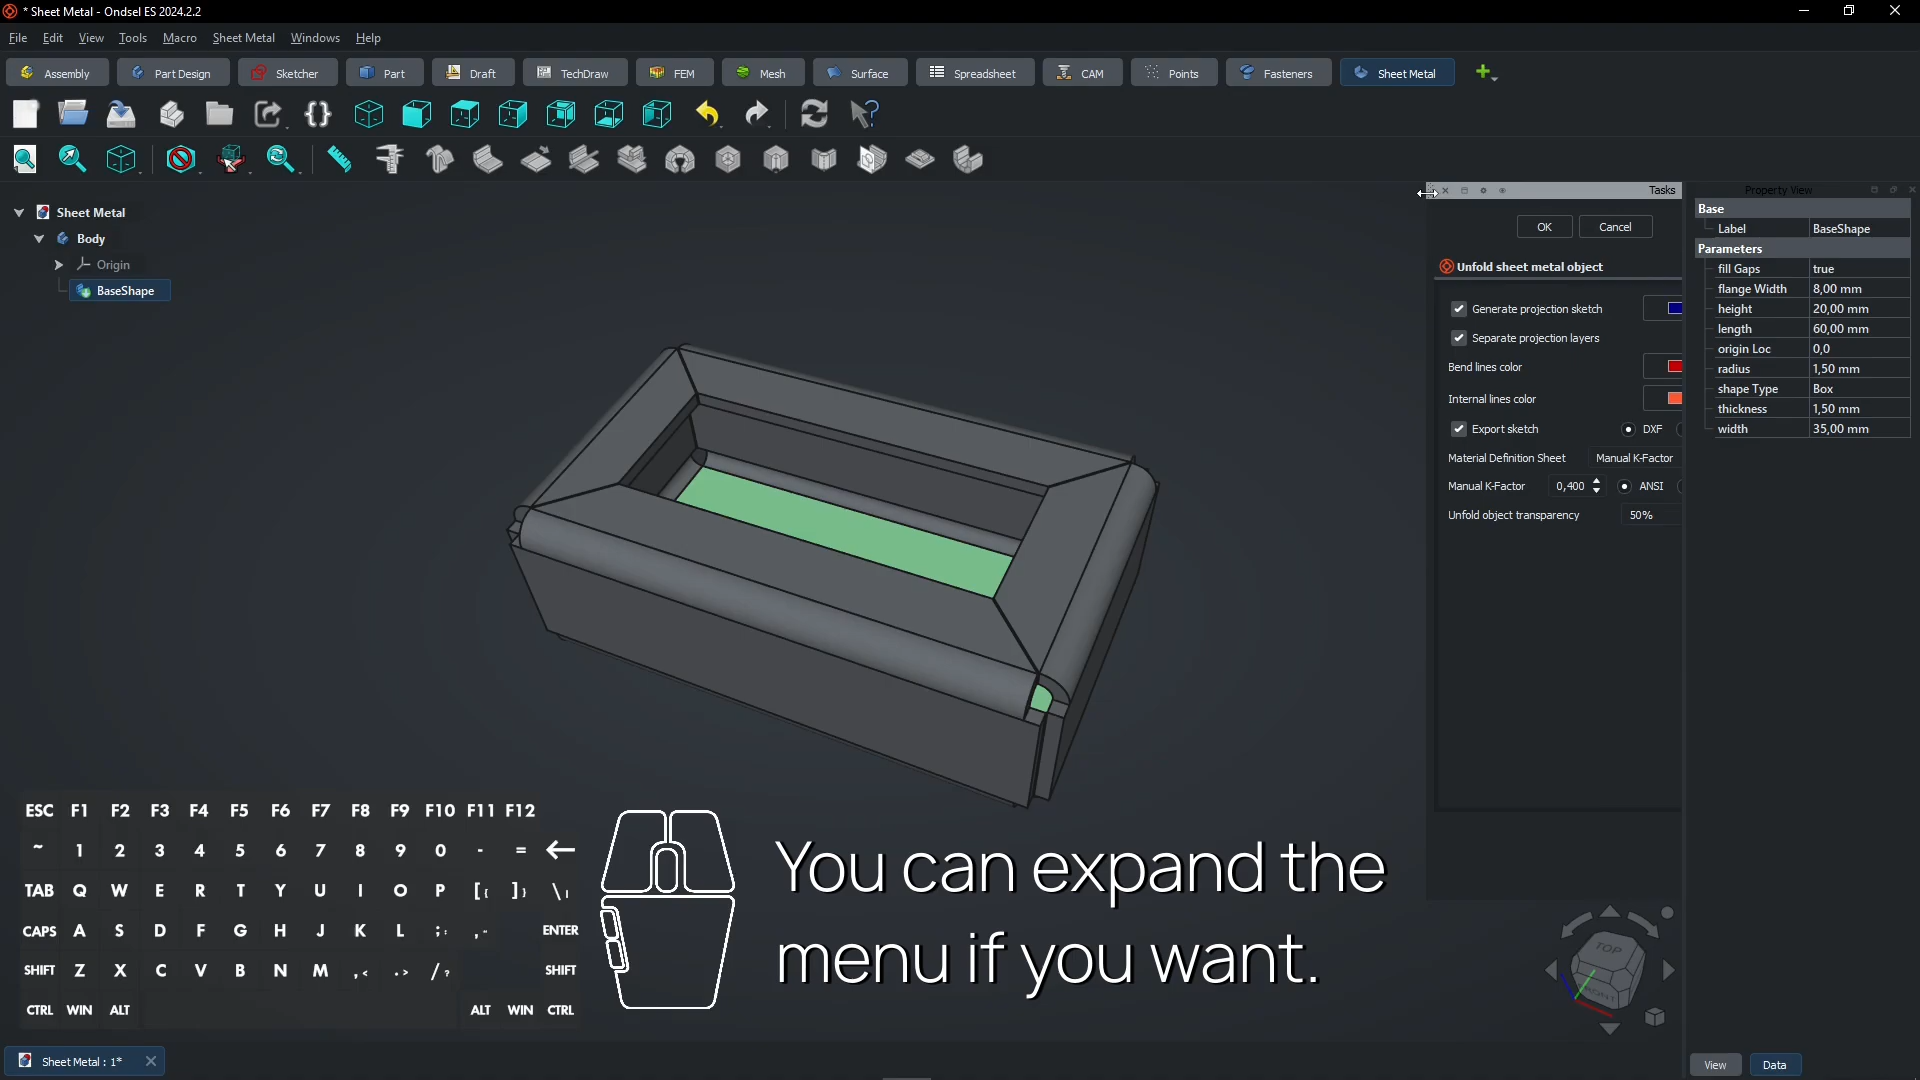 * Sheet Metal - Ondsel ES 2024.2.2
File Edit View Tools Macro Sheet Metal Windows Help
Assembly Part Design Sketcher Part Draft TechDraw FEM Mesh Surface Spreadsheet CAM Points Fasteners Sheet Metal
Sheet Metal
Body
Origin
BaseShape
Tasks
OK Cancel
Unfold sheet metal object
Generate projection sketch
Separate projection layers
Bend lines color
Internal lines color
Export sketch DXF
Material Definition Sheet Manual K-Factor
Manual K-Factor 0,400 ANSI
Unfold object transparency 50%
Property View
Base
Label BaseShape
Parameters
fill Gaps true
flange Width 8,00 mm
height 20,00 mm
length 60,00 mm
origin Loc 0,0
radius 1,50 mm
shape Type Box
thickness 1,50 mm
width 35,00 mm
ESC F1 F2 F3 F4 F5 F6 F7 F8 F9 F10 F11 F12
~ 1 2 3 4 5 6 7 8 9 0 - =
TAB Q W E R T Y U I O P [{ ]} \|
CAPS A S D F G H J K L ;: ,. ENTER
SHIFT Z X C V B N M ,< .> /? SHIFT
CTRL WIN ALT ALT WIN CTRL
You can expand the
menu if you want.
TOP
FRONT
Sheet Metal : 1*
View Data